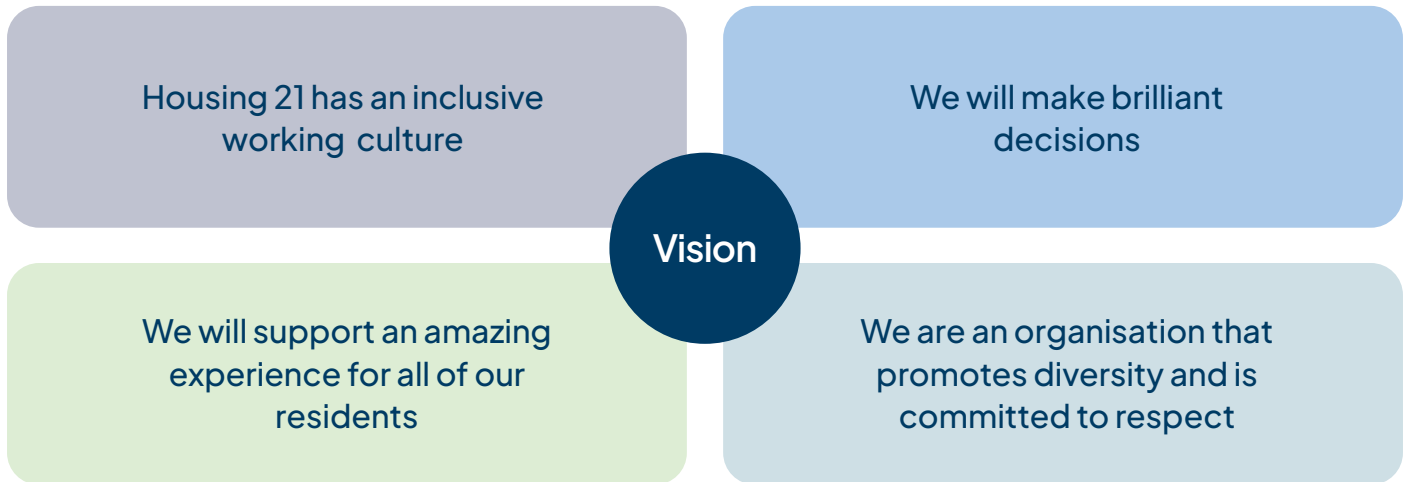 Housing 21 has an inclusive
working culture
We will make brilliant
decisions
Vision
We will support an amazing
experience for all of our
residents
We are an organisation that
promotes diversity and is
committed to respect